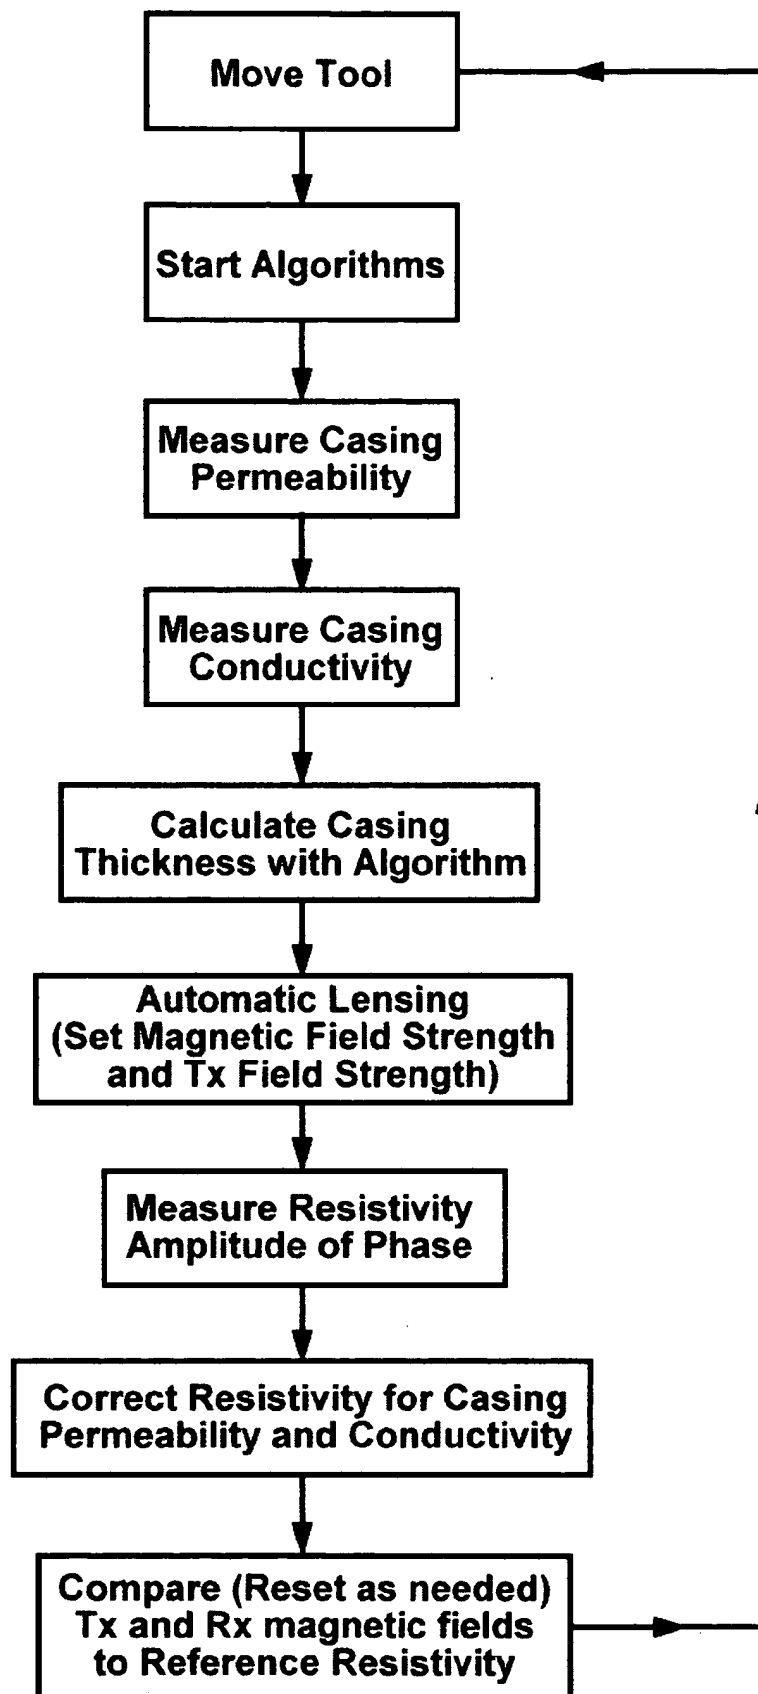 Move Tool
Start Algorithms
Measure Casing
Permeability
Measure Casing
Conductivity
Calculate Casing
Thickness with Algorithm
Automatic Lensing
(Set Magnetic Field Strength
and Tx Field Strength)
Measure Resistivity
Amplitude of Phase
Correct Resistivity for Casing
Permeability and Conductivity
Compare (Reset as needed)
Tx and Rx magnetic fields
to Reference Resistivity